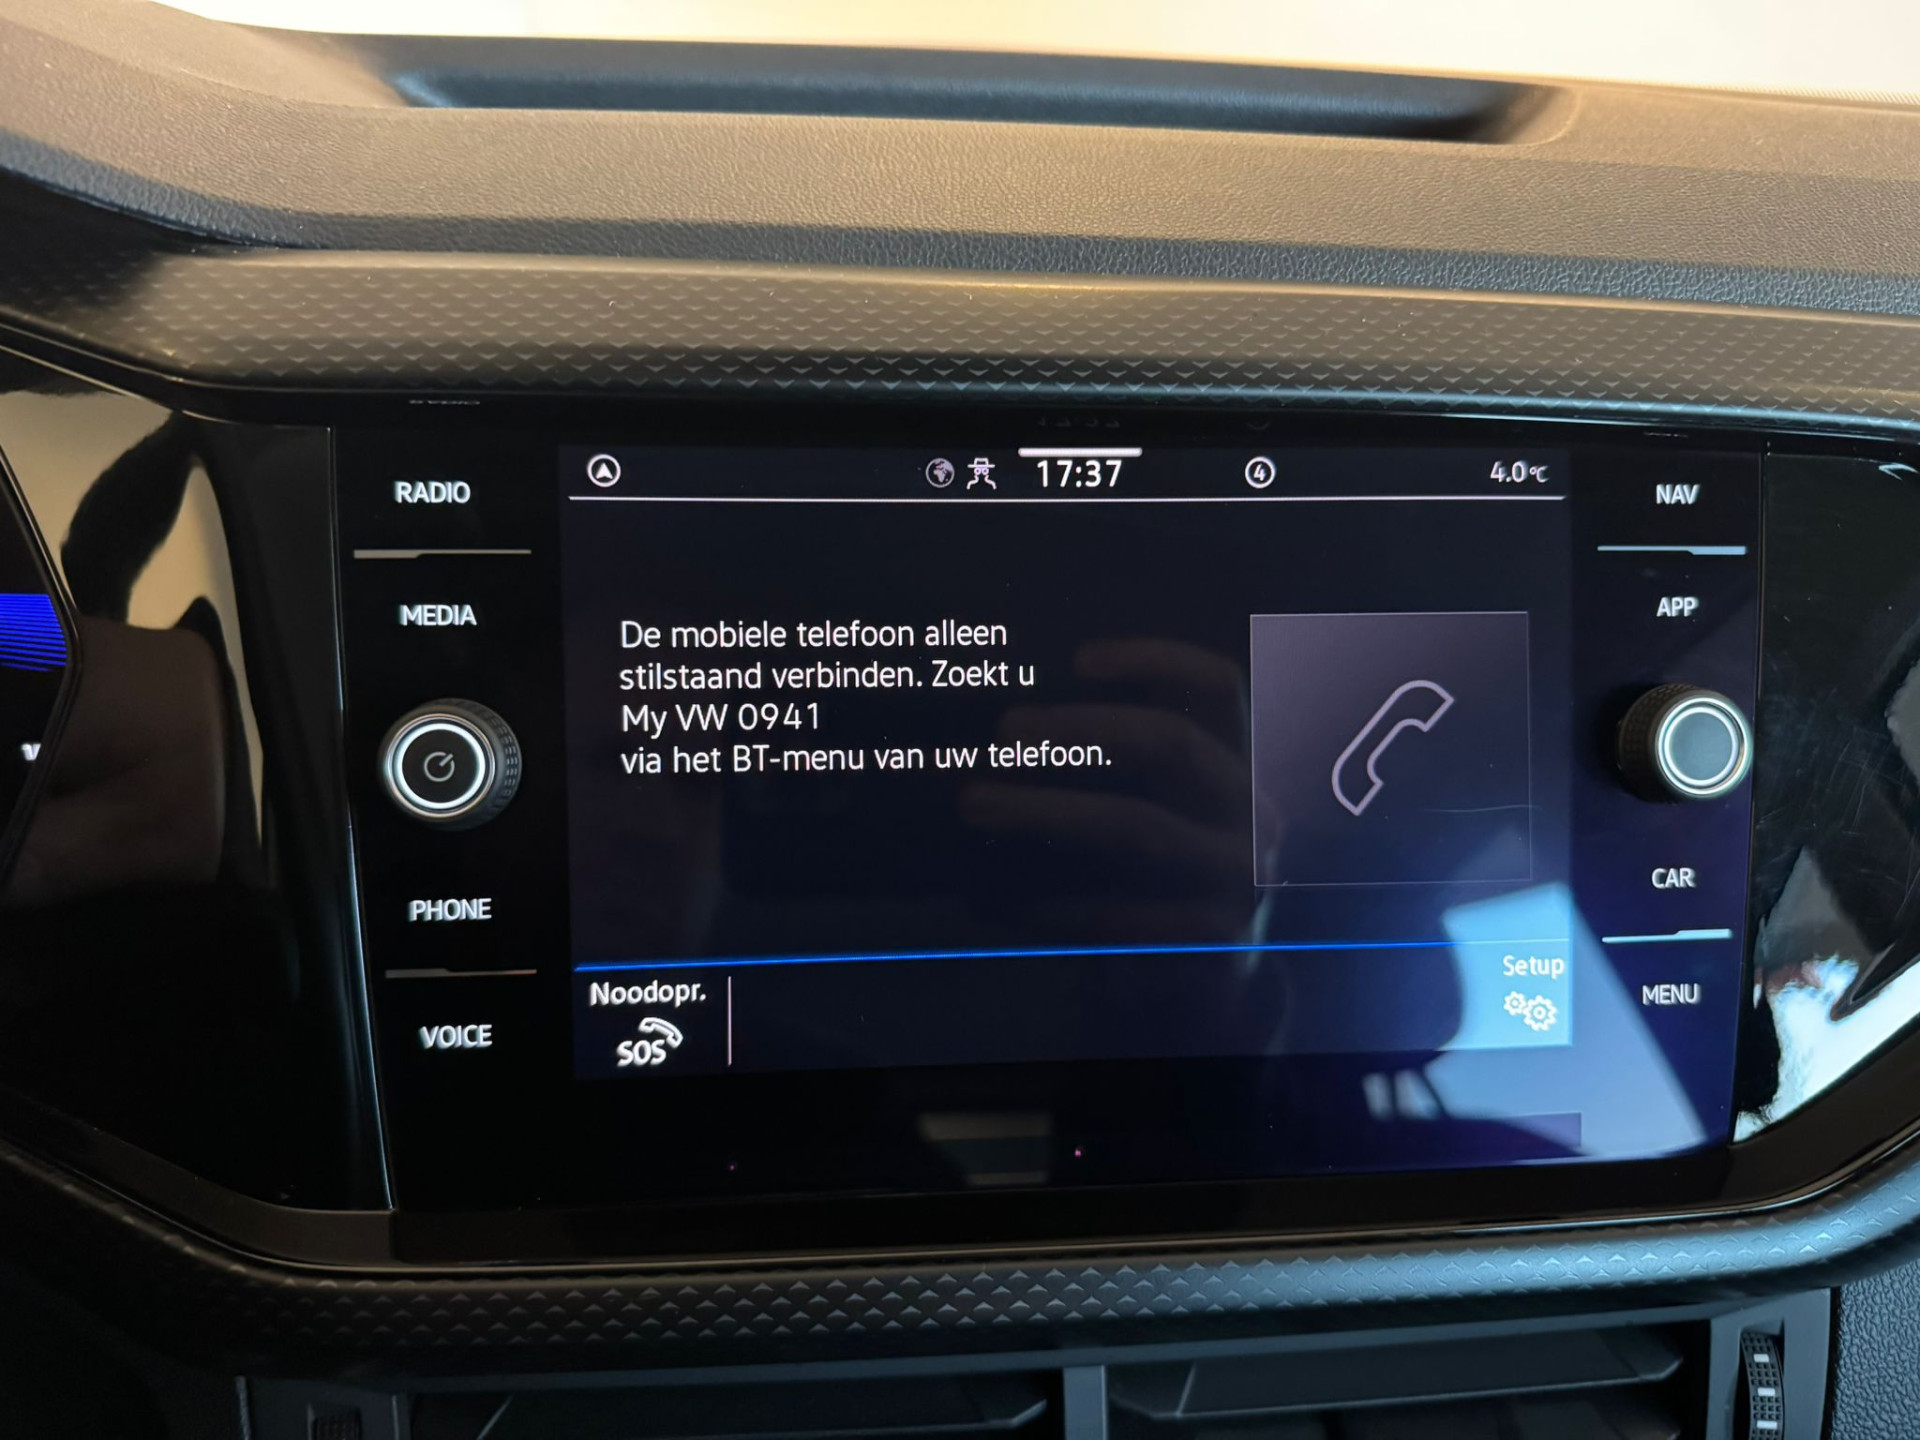 RADIO
MEDIA
PHONE
VOICE
17:37
4
4.0°C
De mobiele telefoon alleen
stilstaand verbinden. Zoekt u
My VW 0941
via het BT-menu van uw telefoon.
Noodopr.
SOS
Setup
NAV
APP
CAR
MENU